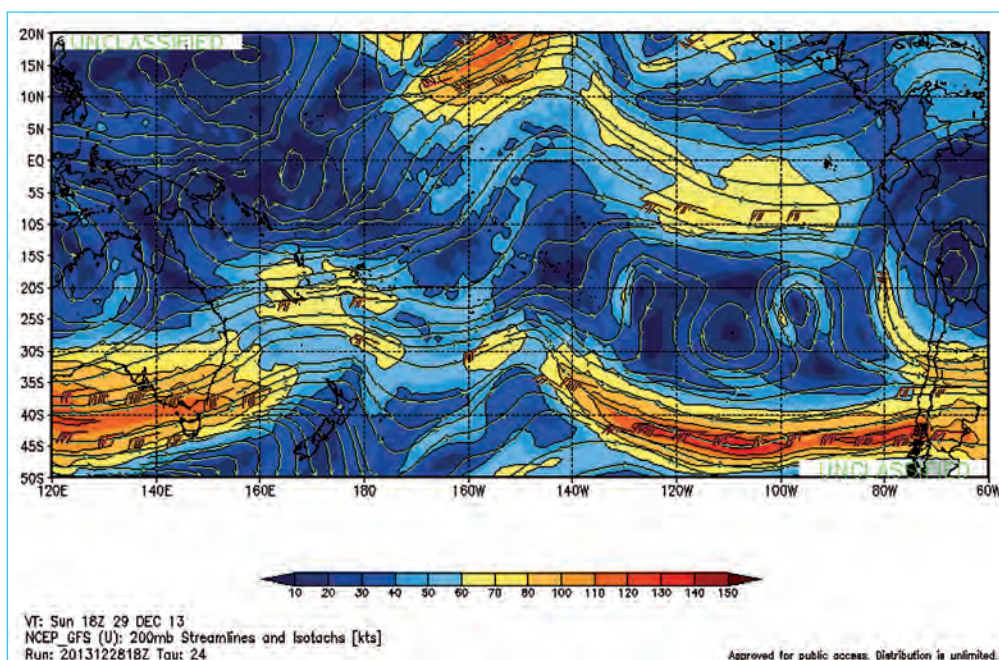 UNCLASSIFIED
20N
15N
10N
5N
EQ
5S
10S
15S
20S
25S
30S
35S
40S
45S
50S
UNCLASSIFIED
120E 140E 160E 180 160W 140W 120W 100W 80W 60W
10 20 30 40 50 60 70 80 90 100 110 120 130 140 150
VT: Sun 18Z 29 DEC 13
NCEP_GFS (U): 200mb Streamlines and Isotachs [kts]
Run: 2013122818Z Tau: 24
Approved for public access. Distribution is unlimited.